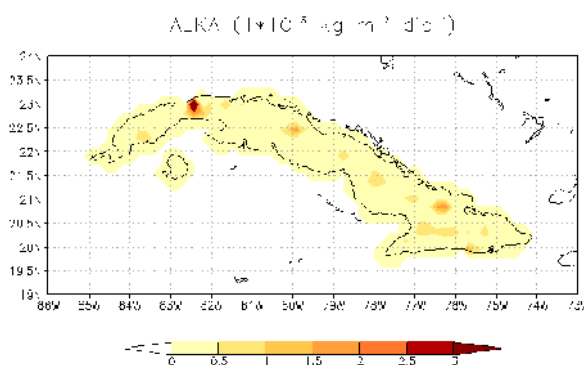 ALKA (1*10⁻⁵ kg m⁻² dia⁻¹)
24N
23.5N
23N
22.5N
22N
21.5N
21N
20.5N
20N
19.5N
19N
86W 85W 84W 83W 82W 81W 80W 79W 78W 77W 76W 75W 74W 73W
0 0.5 1 1.5 2 2.5 3